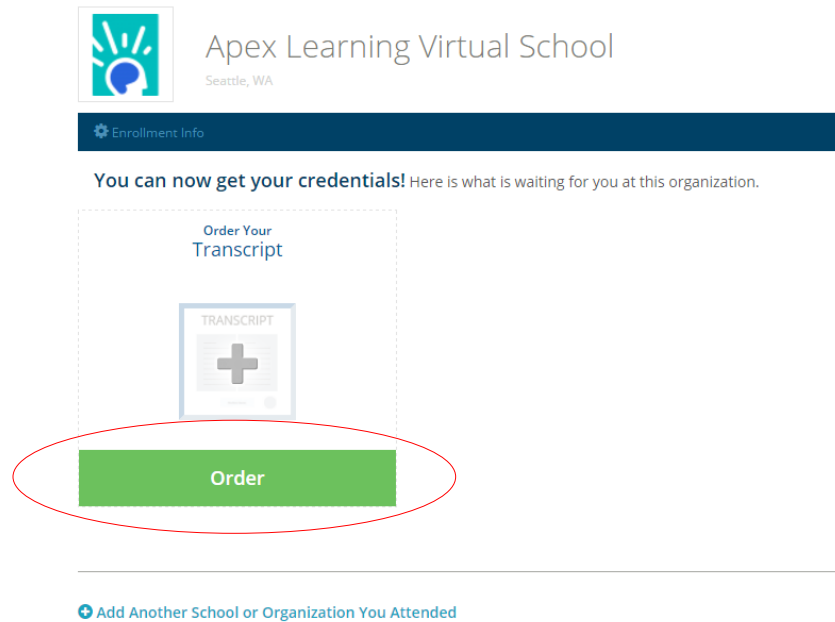 Apex Learning Virtual School
Seattle, WA
Enrollment Info
You can now get your credentials! Here is what is waiting for you at this organization.
Order Your
Transcript
TRANSCRIPT
Order
Add Another School or Organization You Attended